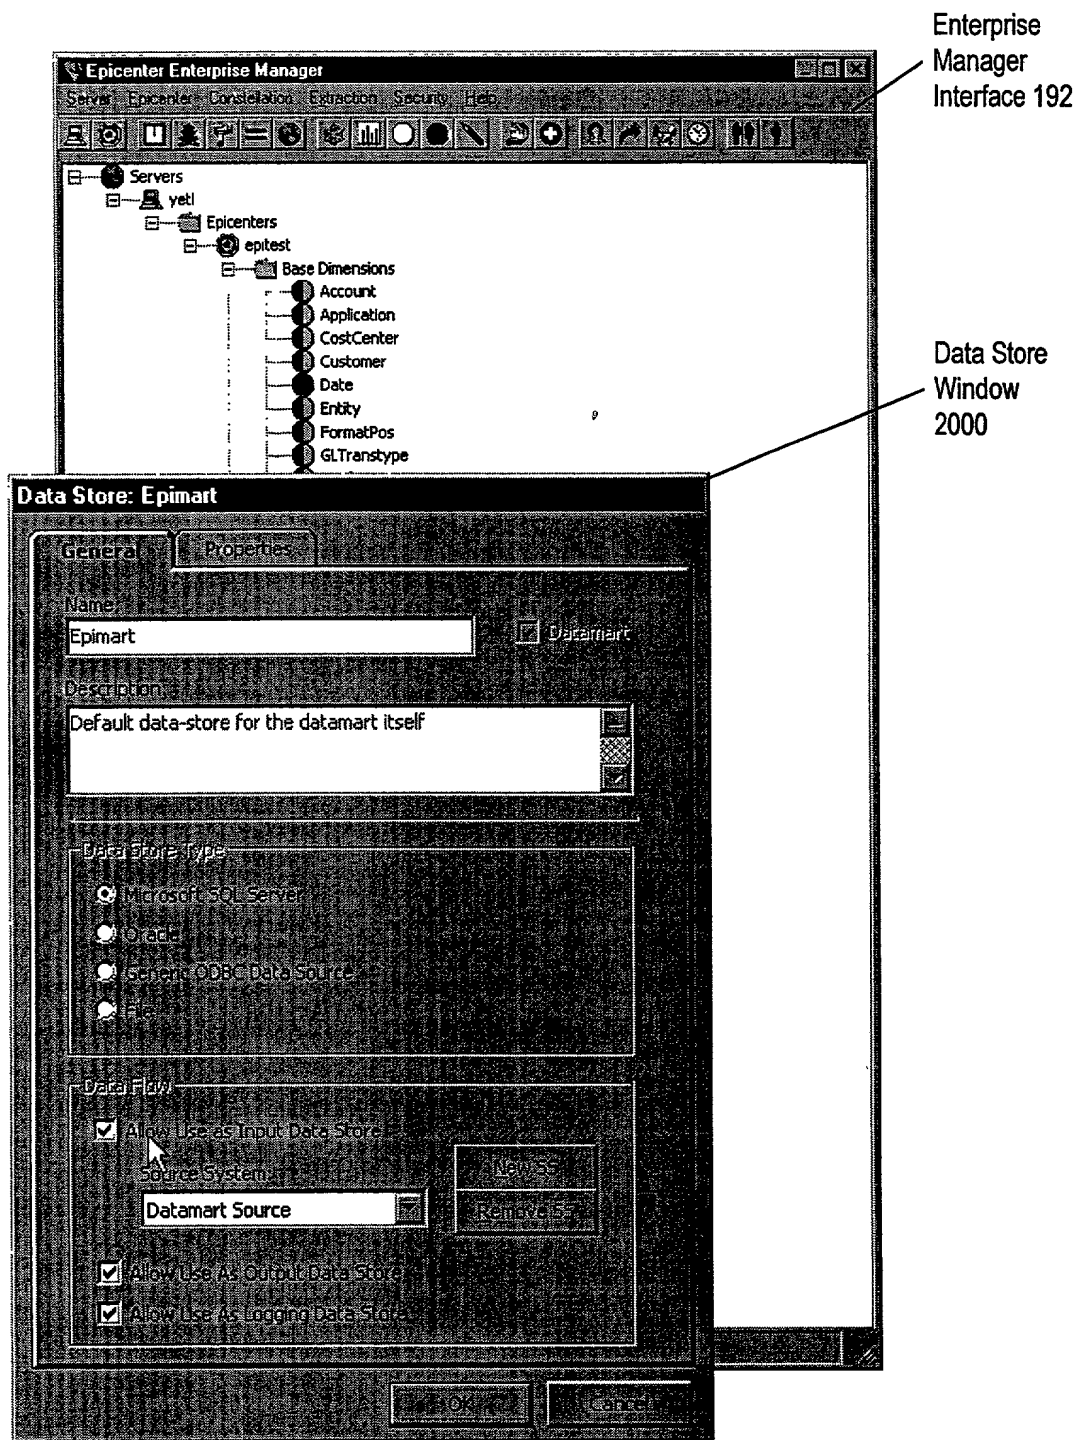 Enterprise
Manager
Interface 192
Epicenter Enterprise Manager
Server Epicenter Constellation Extraction Security Help
Servers
yeti
Epicenters
epitest
Base Dimensions
Account
Application
CostCenter
Customer
Date
Entity
FormatPos
GLTranstype
Data Store
Window
2000
Data Store: Epimart
General Properties
Name:
Epimart
Datamart
Description:
Default data-store for the datamart itself
Data Store Type
Microsoft SQL Server
Oracle
Generic ODBC Data Source
File
Data Flow
Allow Use as Input Data Store
Source System:
Datamart Source
New SS
Remove SS
Allow Use As Output Data Store
Allow Use As Logging Data Store
OK Cancel